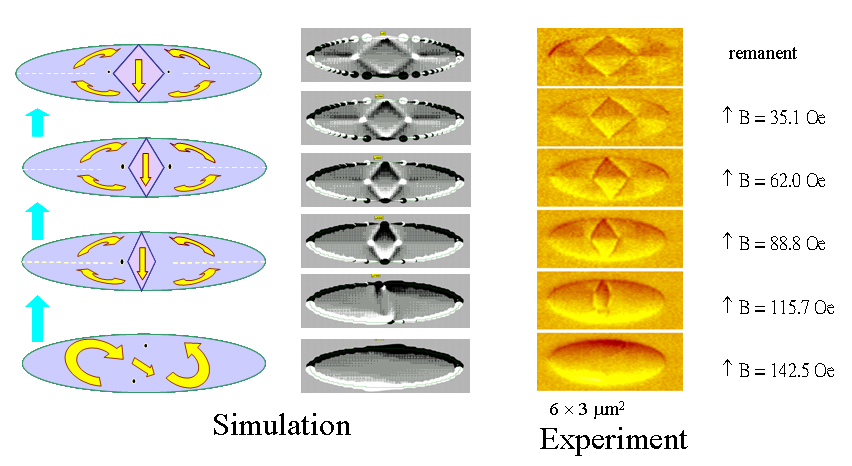 remanent
↑ B = 35.1 Oe
↑ B = 62.0 Oe
↑ B = 88.8 Oe
↑ B = 115.7 Oe
↑ B = 142.5 Oe
6 × 3 μm²
Simulation
Experiment